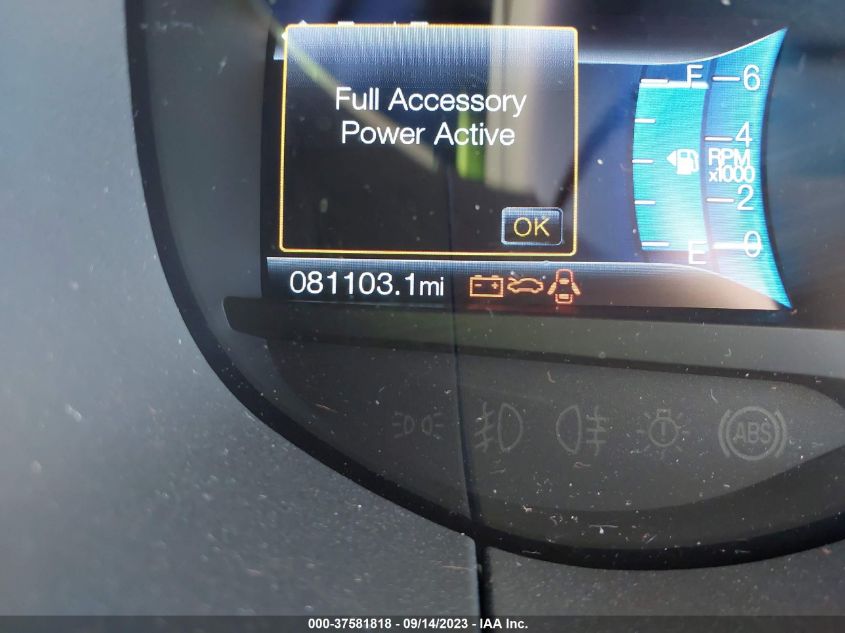 Full Accessory
Power Active
OK
F 6
4
RPM
x1000
2
E 0
081103.1mi
ABS
000-37581818 - 09/14/2023 - IAA Inc.